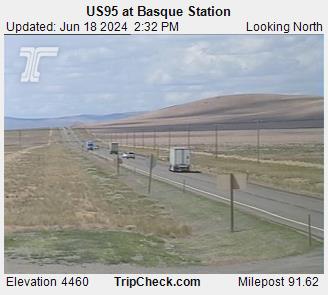 US95 at Basque Station
Updated: Jun 18 2024 2:32 PM Looking North
Elevation 4460 TripCheck.com Milepost 91.62